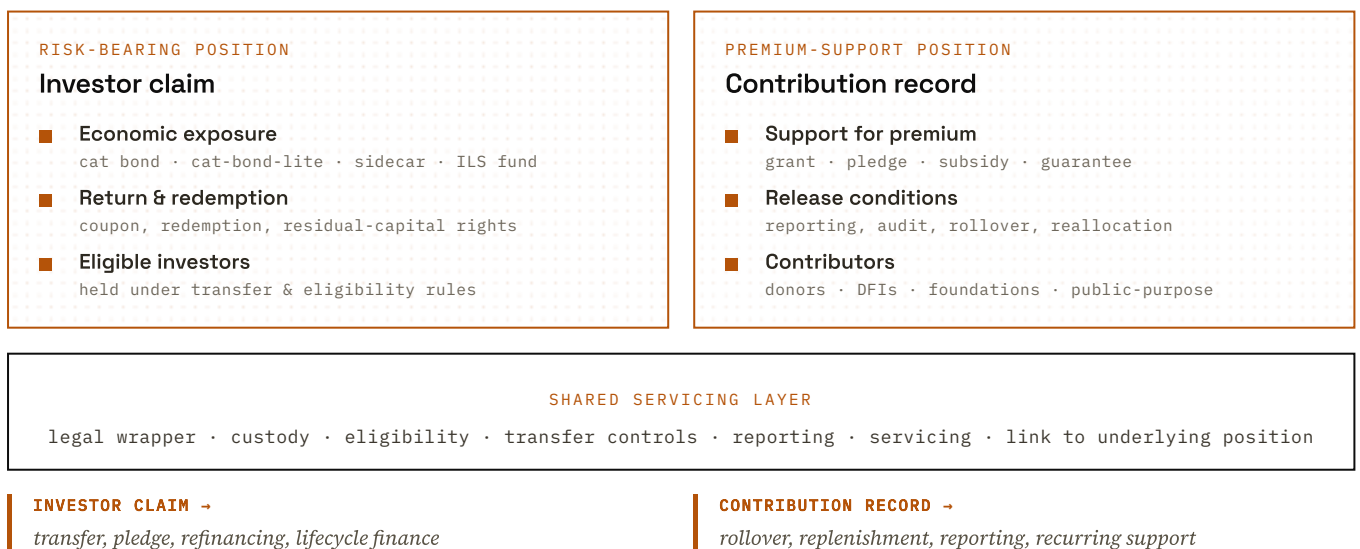 RISK-BEARING POSITION
Investor claim
Economic exposure
cat bond · cat-bond-lite · sidecar · ILS fund
Return & redemption
coupon, redemption, residual-capital rights
Eligible investors
held under transfer & eligibility rules
PREMIUM-SUPPORT POSITION
Contribution record
Support for premium
grant · pledge · subsidy · guarantee
Release conditions
reporting, audit, rollover, reallocation
Contributors
donors · DFIs · foundations · public-purpose
SHARED SERVICING LAYER
legal wrapper · custody · eligibility · transfer controls · reporting · servicing · link to underlying position
INVESTOR CLAIM →
transfer, pledge, refinancing, lifecycle finance
CONTRIBUTION RECORD →
rollover, replenishment, reporting, recurring support